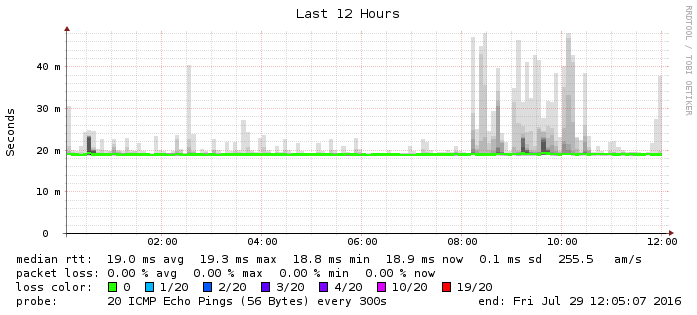 Last 12 Hours
RRDTOOL / TOBI OETIKER
Seconds
40 m
30 m
20 m
10 m
0
02:00 04:00 06:00 08:00 10:00 12:00
median rtt: 19.0 ms avg 19.3 ms max 18.8 ms min 18.9 ms now 0.1 ms sd 255.5 am/s
packet loss: 0.00 % avg 0.00 % max 0.00 % min 0.00 % now
loss color: 0 1/20 2/20 3/20 4/20 10/20 19/20
probe: 20 ICMP Echo Pings (56 Bytes) every 300s end: Fri Jul 29 12:05:07 2016